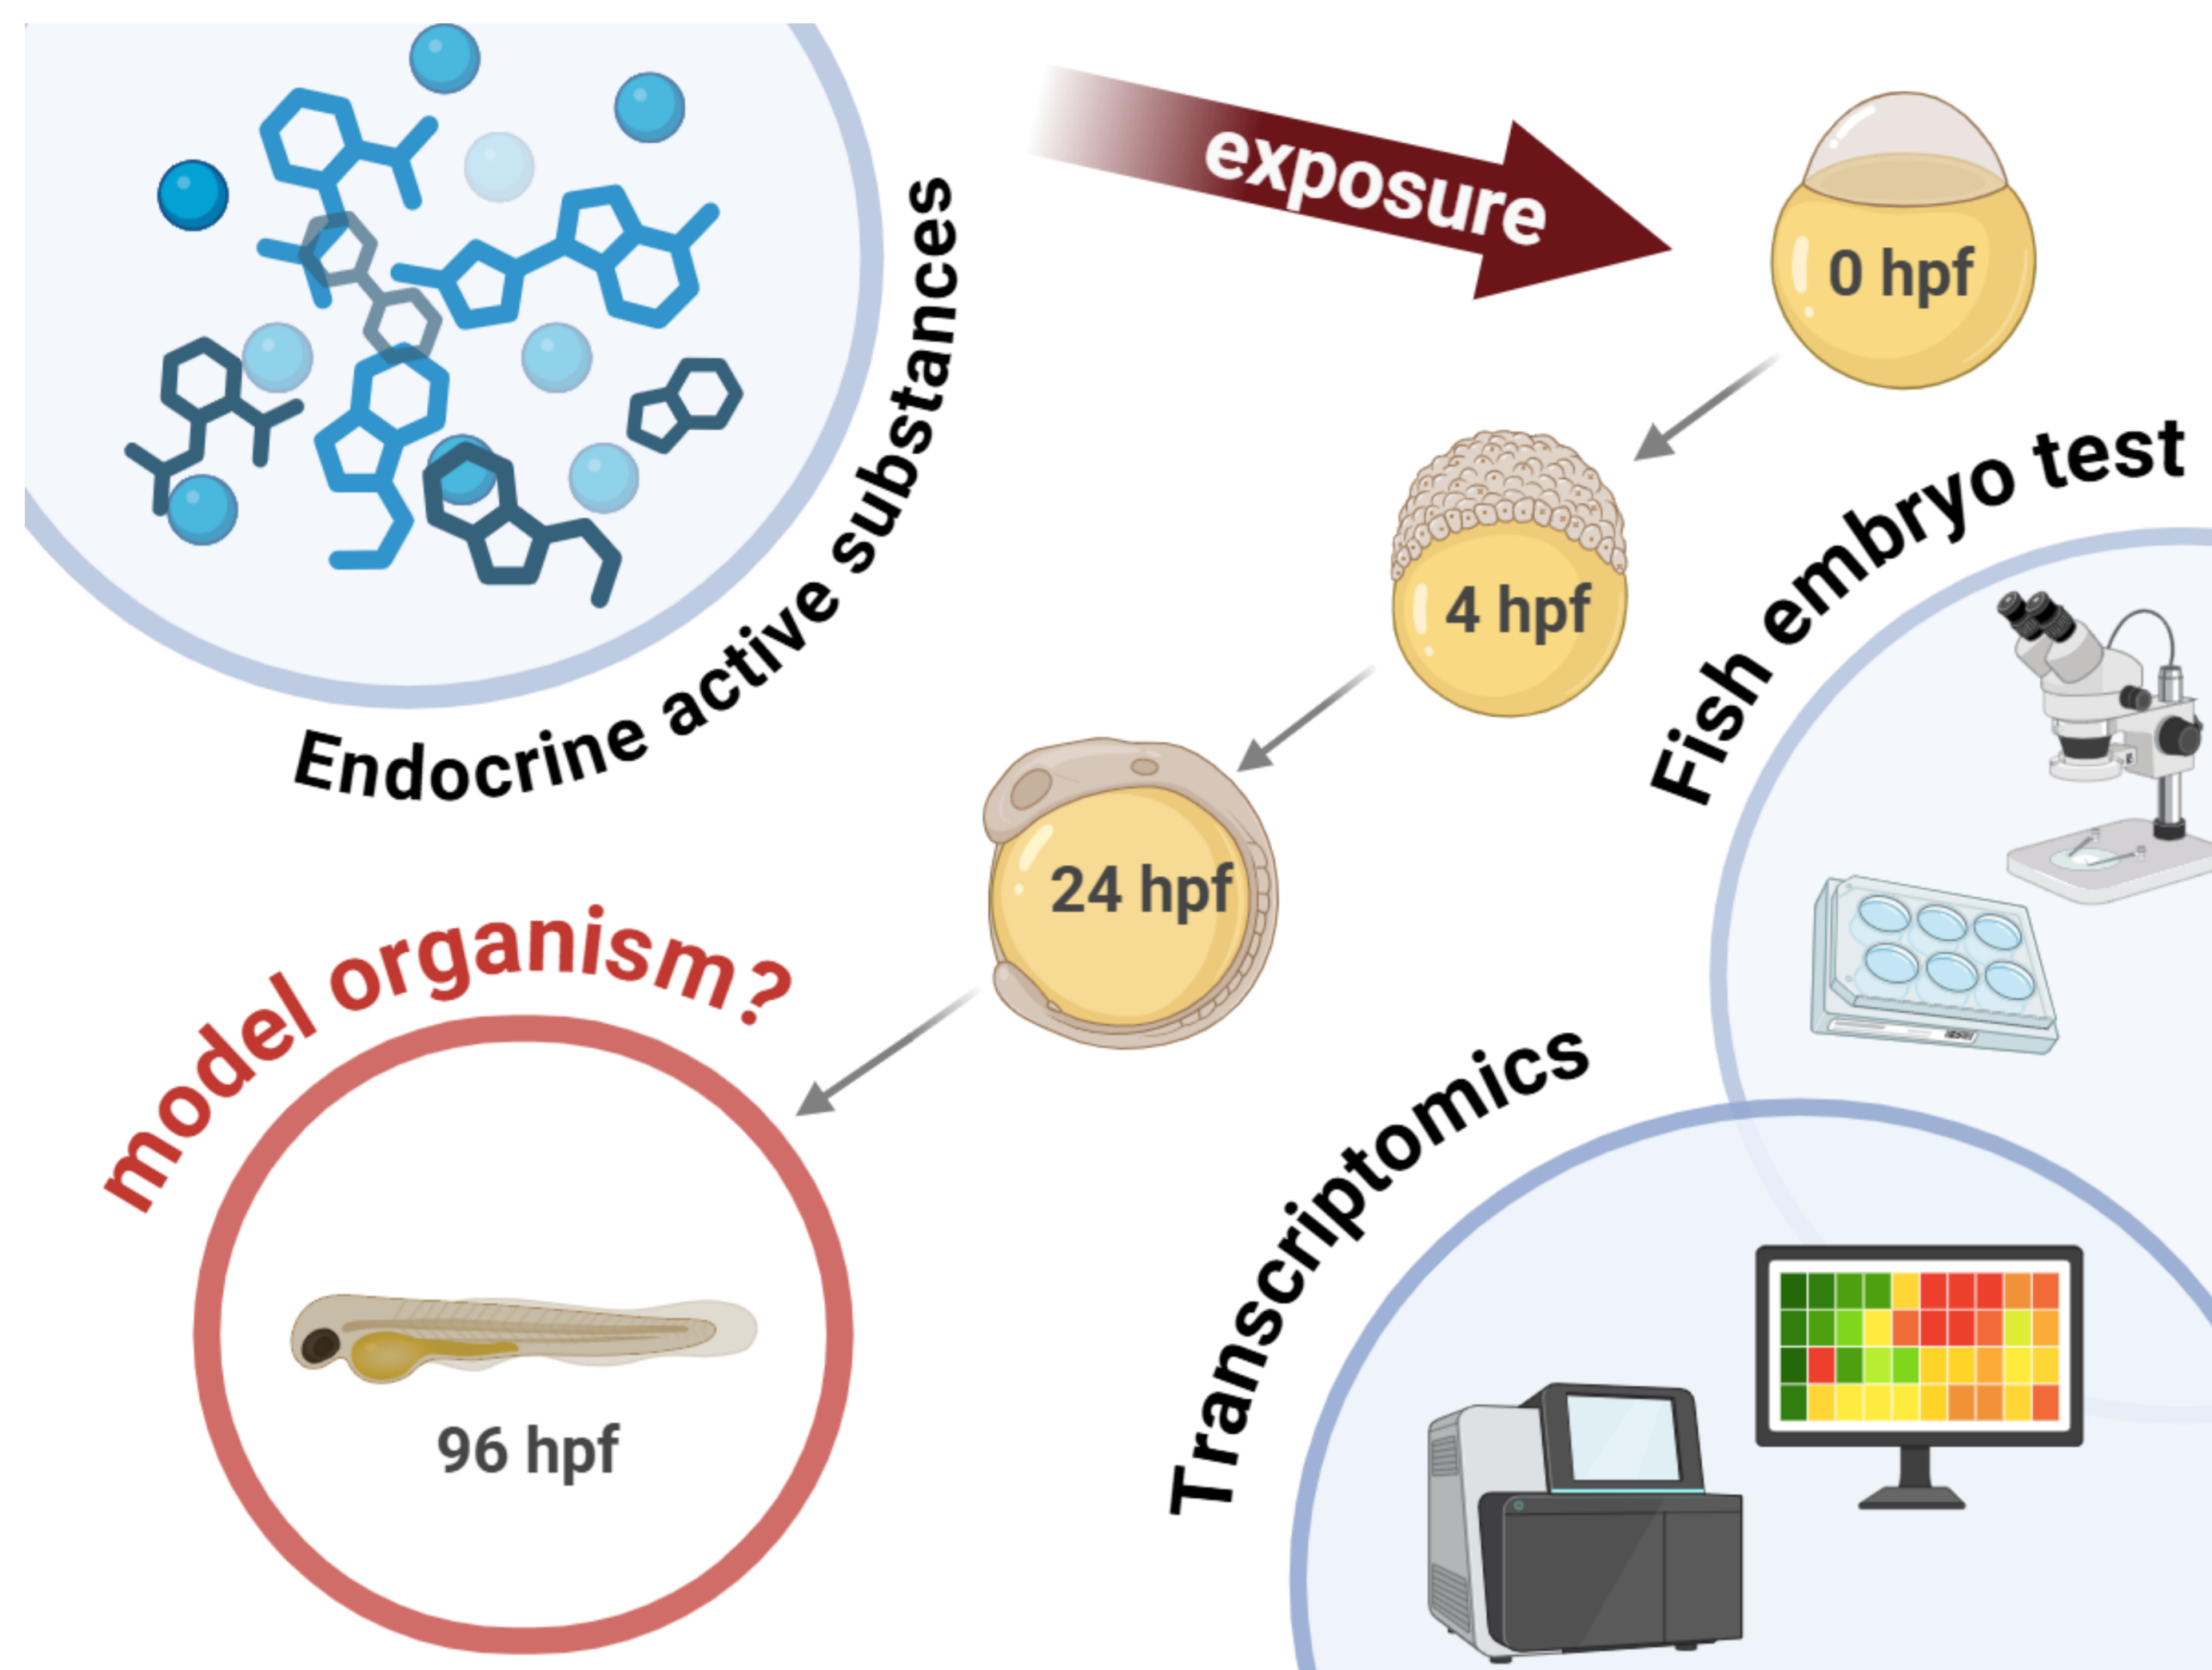 exposure
0 hpf
Endocrine active substances
4 hpf
Fish embryo test
24 hpf
model organism?
96 hpf
Transcriptomics